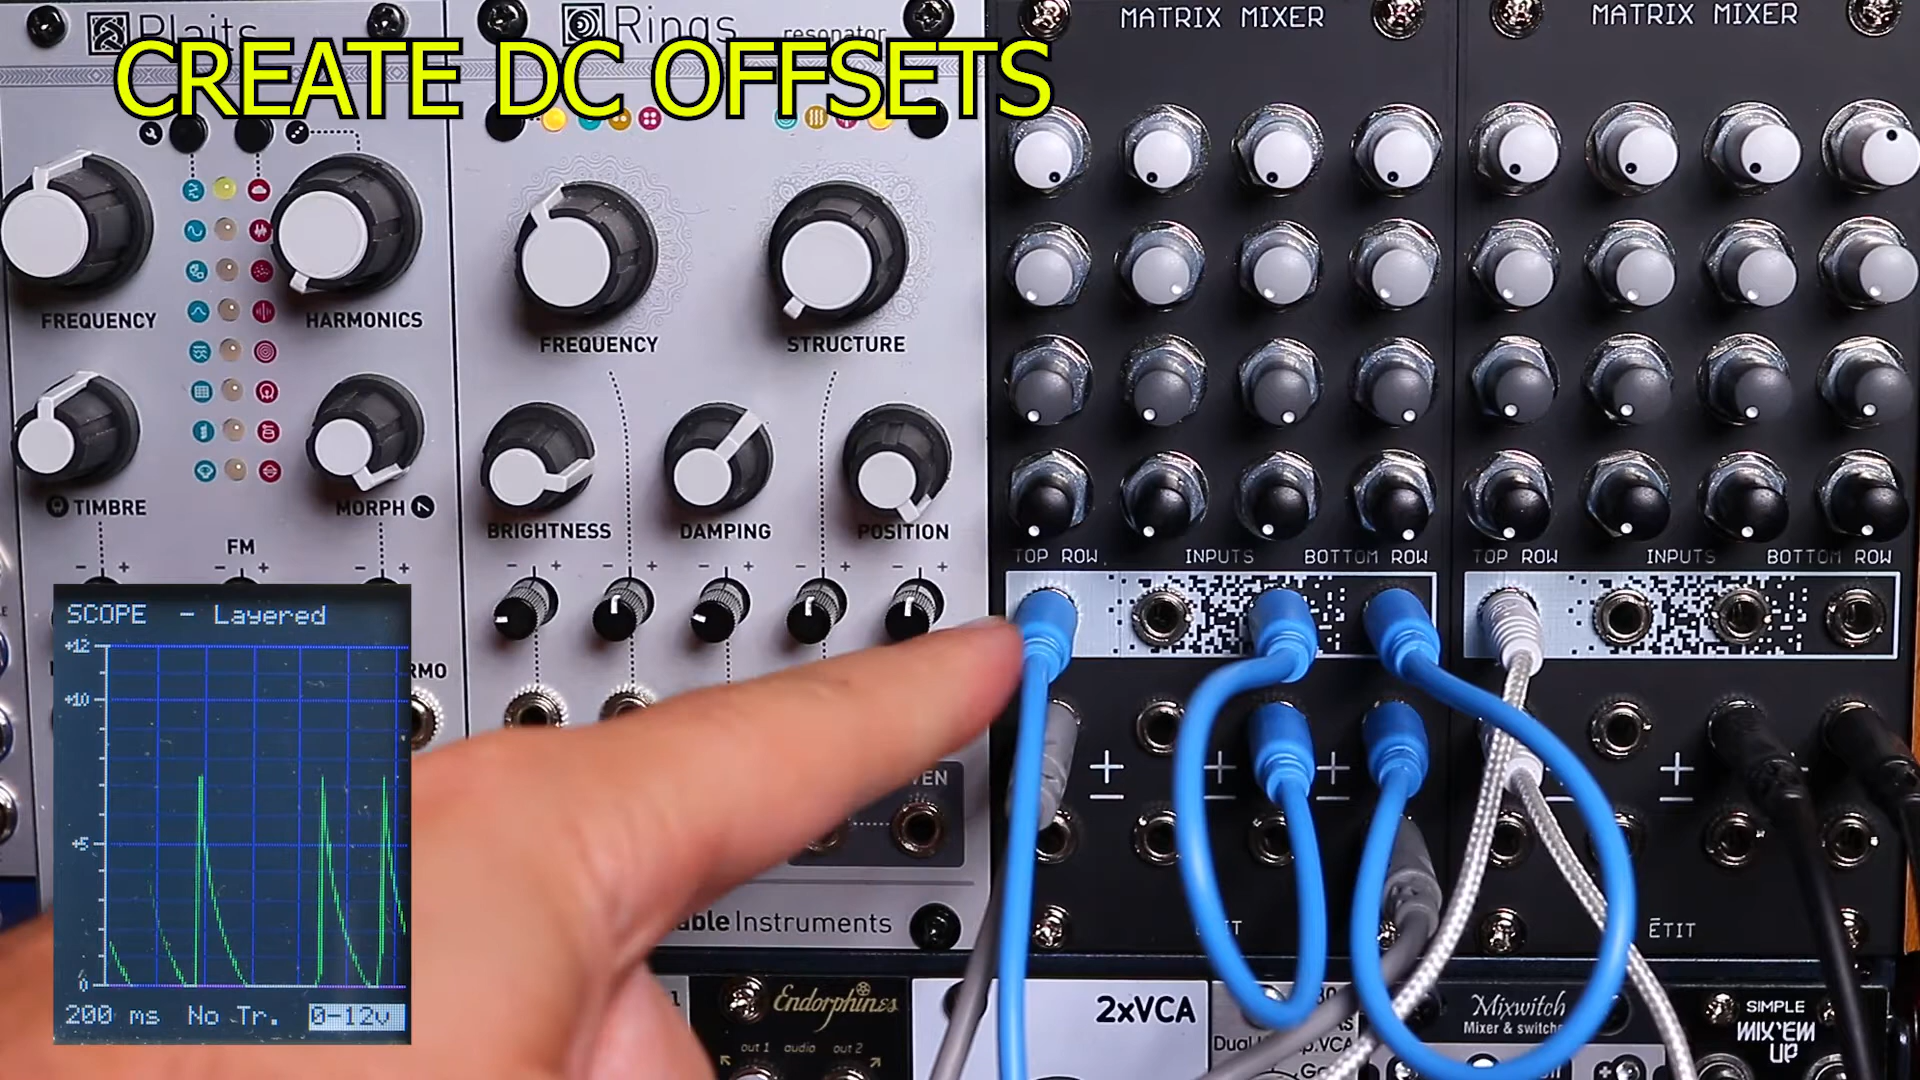 Plaits
Rings
resonator
MATRIX MIXER
MATRIX MIXER
CREATE DC OFFSETS
FREQUENCY
HARMONICS
FREQUENCY
STRUCTURE
TIMBRE
MORPH
BRIGHTNESS
DAMPING
POSITION
FM
TOP ROW
INPUTS
BOTTOM ROW
TOP ROW
INPUTS
BOTTOM ROW
SCOPE - Layered
+12
+10
+5
0
200 ms No Tr. 0-12v
Instruments
ĒTIT
Endorphin.es
out 1 audio out 2
2xVCA
Mixwitch
Mixer & switch
SIMPLE
MIX'EM
UP